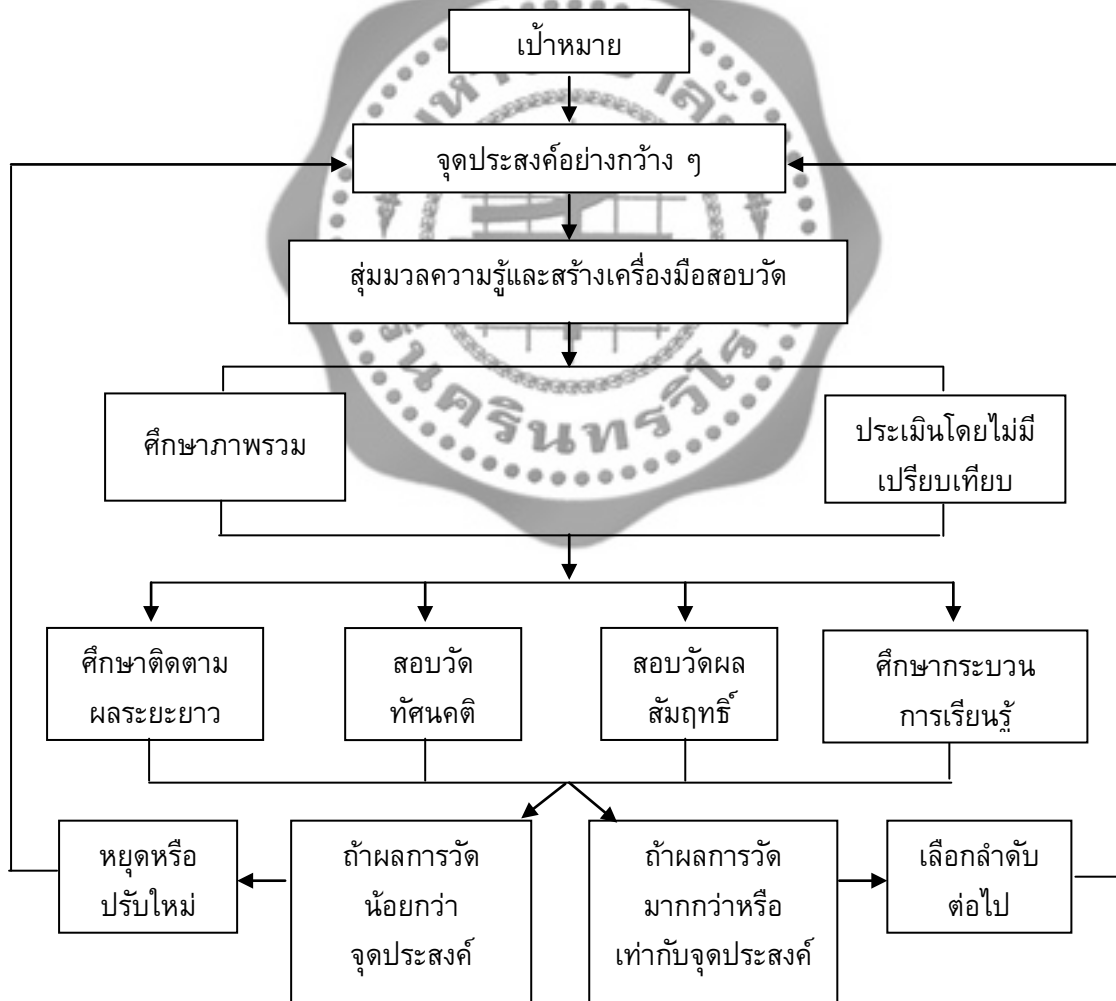 เป้าหมาย
จุดประสงค์อย่างกว้าง ๆ
สุ่มมวลความรู้และสร้างเครื่องมือสอบวัด
ศึกษาภาพรวม
ประเมินโดยไม่มี
เปรียบเทียบ
ศึกษาติดตาม
ผลระยะยาว
สอบวัด
ทัศนคติ
สอบวัดผล
สัมฤทธิ์
ศึกษากระบวน
การเรียนรู้
หยุดหรือ
ปรับใหม่
ถ้าผลการวัด
น้อยกว่า
จุดประสงค์
ถ้าผลการวัด
มากกว่าหรือ
เท่ากับจุดประสงค์
เลือกลำดับ
ต่อไป